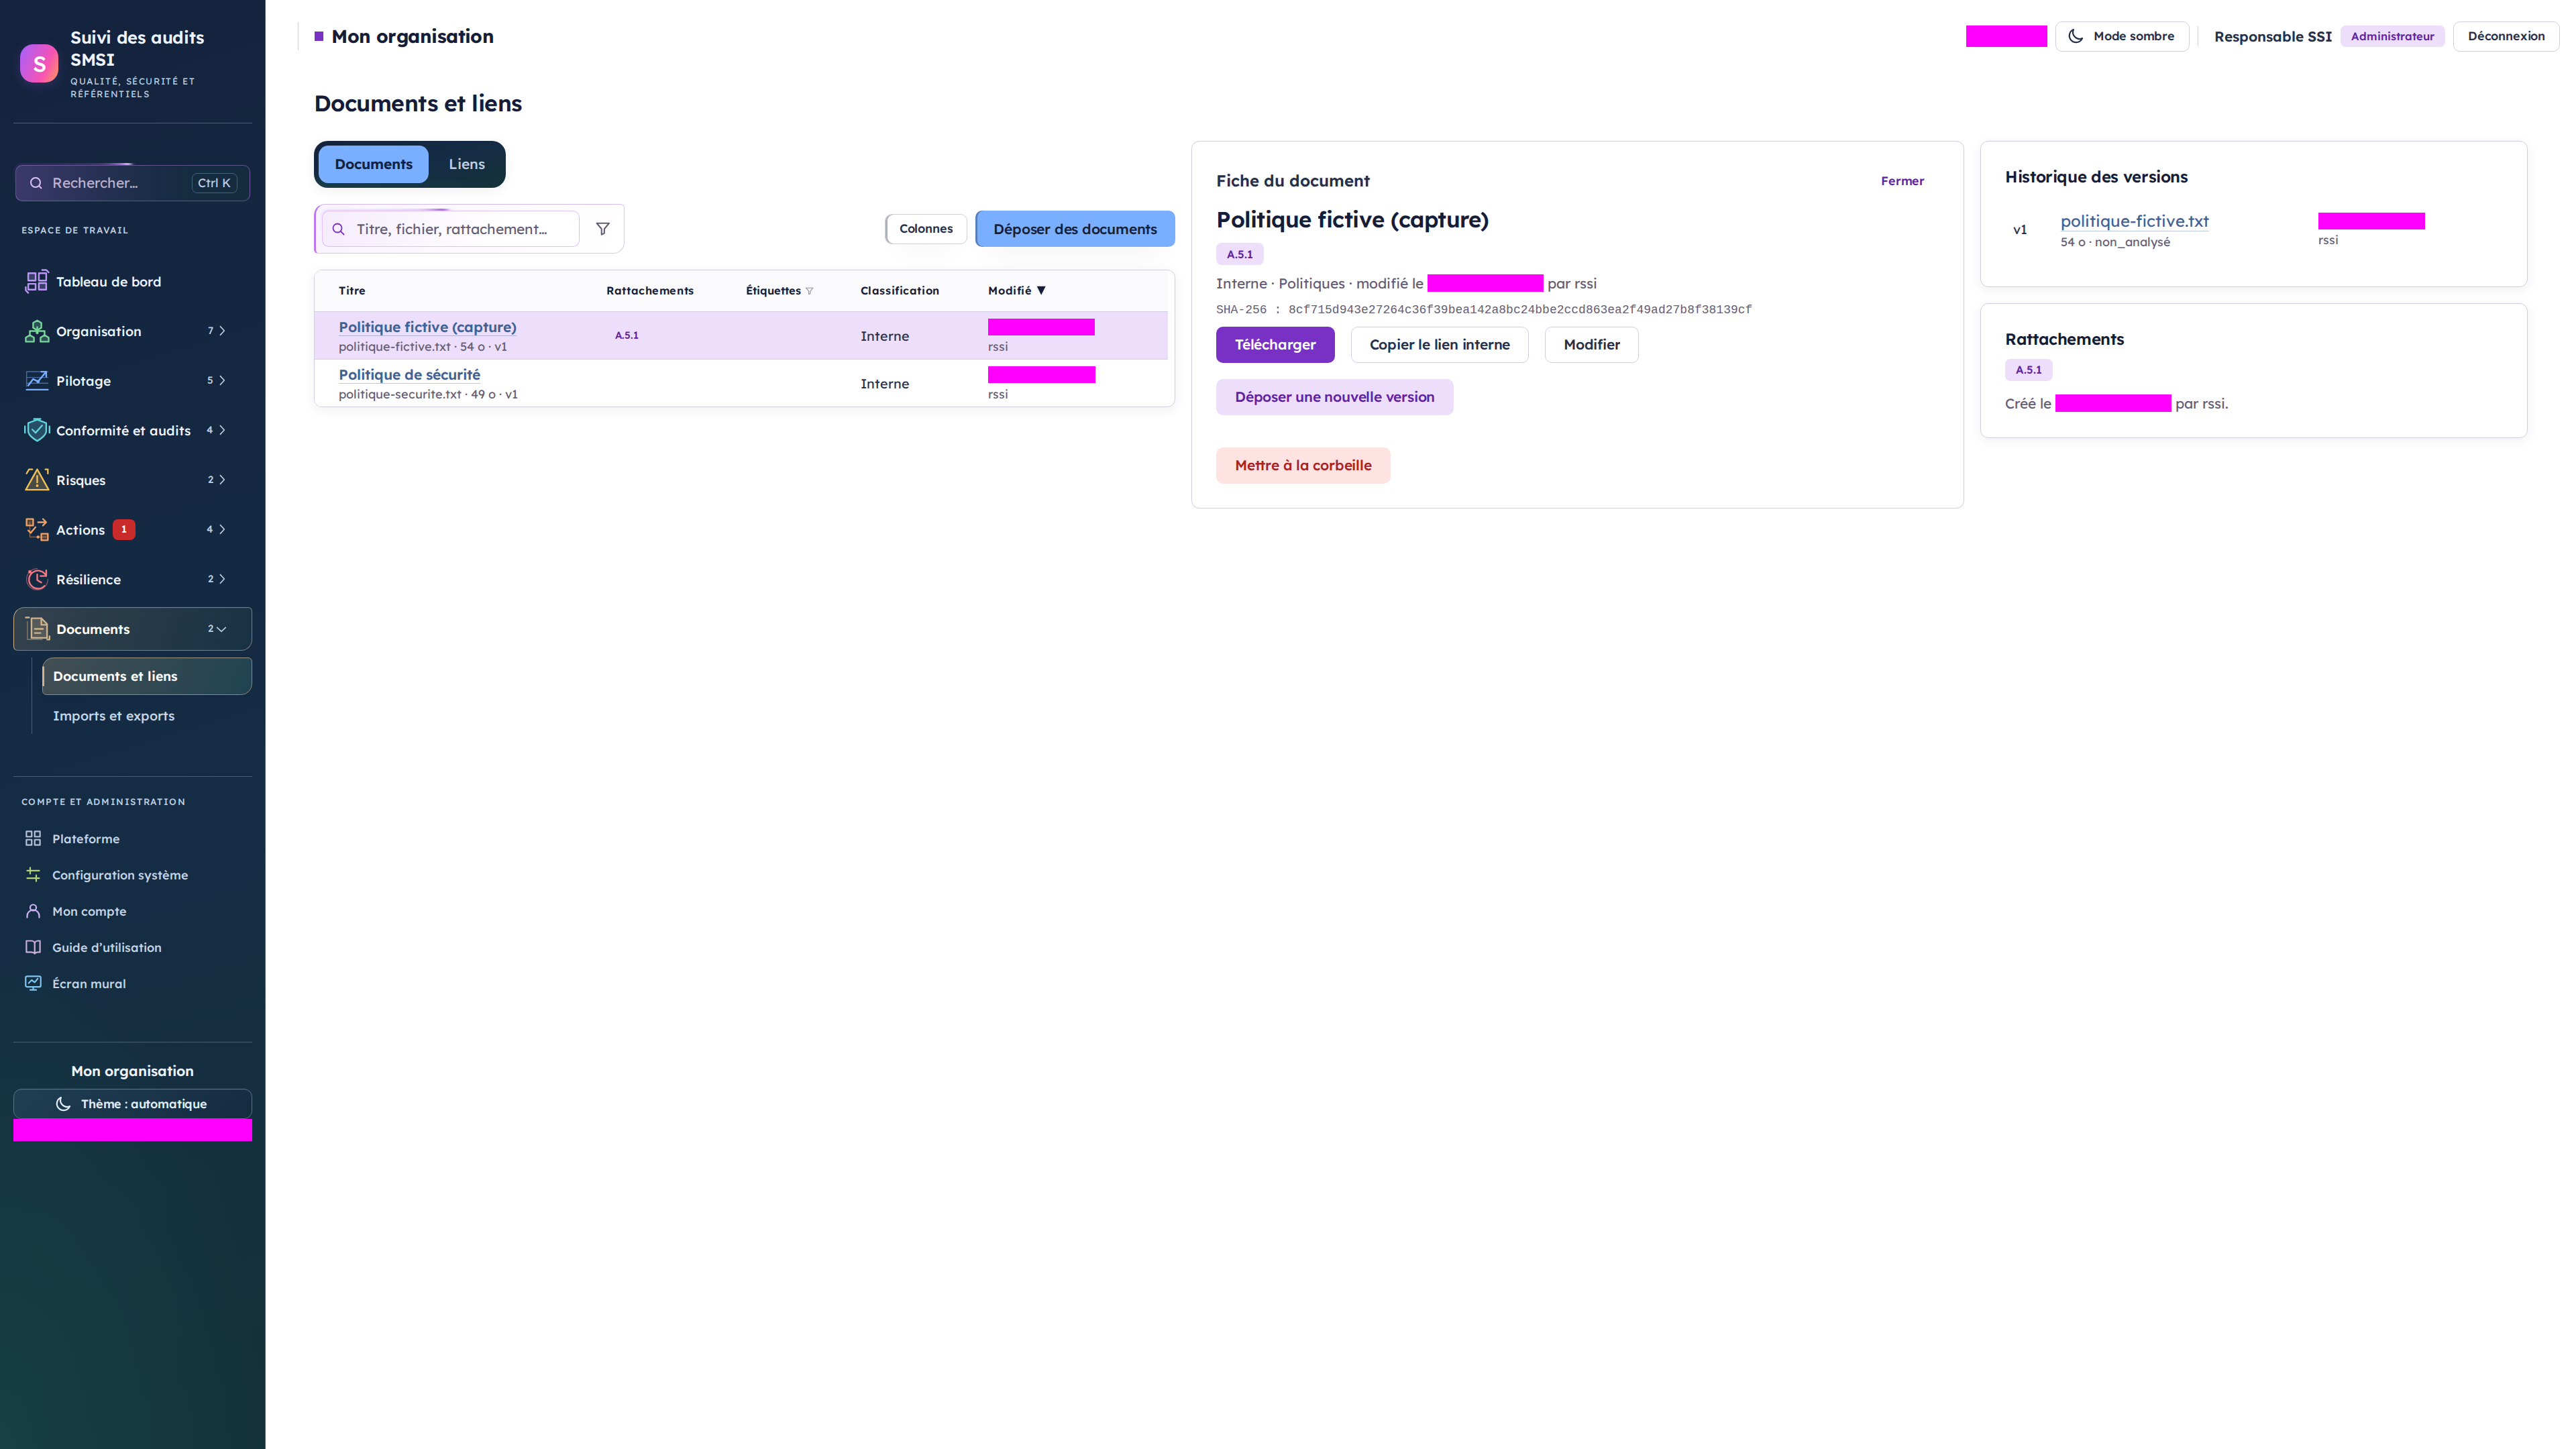 S
Suivi des audits
SMSI
QUALITÉ, SÉCURITÉ ET
RÉFÉRENTIELS
Rechercher...
Ctrl K
ESPACE DE TRAVAIL
Tableau de bord
Organisation 7
Pilotage 5
Conformité et audits 4
Risques 2
Actions 1 4
Résilience 2
Documents 2
Documents et liens
Imports et exports
COMPTE ET ADMINISTRATION
Plateforme
Configuration système
Mon compte
Guide d'utilisation
Écran mural
Mon organisation
Thème : automatique
Mon organisation
Mode sombre
Responsable SSI
Administrateur
Déconnexion
Documents et liens
Documents
Liens
Titre, fichier, rattachement...
Colonnes
Déposer des documents
Titre Rattachements Étiquettes Classification Modifié ▼
Politique fictive (capture) A.5.1 Interne
politique-fictive.txt · 54 o · v1 rssi
Politique de sécurité Interne
politique-securite.txt · 49 o · v1 rssi
Fiche du document
Fermer
Politique fictive (capture)
A.5.1
Interne · Politiques · modifié le par rssi
SHA-256 : 8cf715d943e27264c36f39bea142a8bc24bbe2ccd863ea2f49ad27b8f38139cf
Télécharger
Copier le lien interne
Modifier
Déposer une nouvelle version
Mettre à la corbeille
Historique des versions
v1 politique-fictive.txt
54 o · non_analysé rssi
Rattachements
A.5.1
Créé le par rssi.